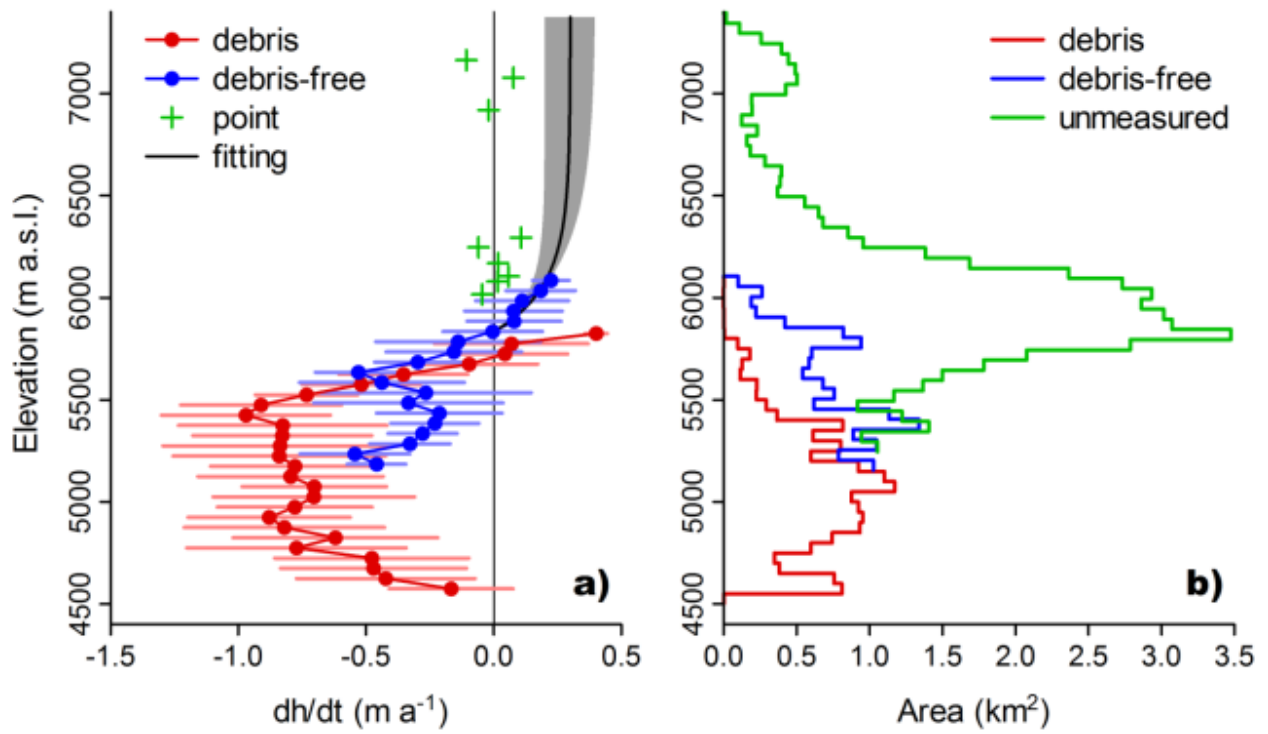 debris
debris-free
point
fitting
Elevation (m a.s.l.)
7000
6500
6000
5500
5000
4500
-1.5
-1.0
-0.5
0.0
0.5
dh/dt (m a⁻¹)
a)
debris
debris-free
unmeasured
7000
6500
6000
5500
5000
4500
0.0
0.5
1.0
1.5
2.0
2.5
3.0
3.5
Area (km²)
b)